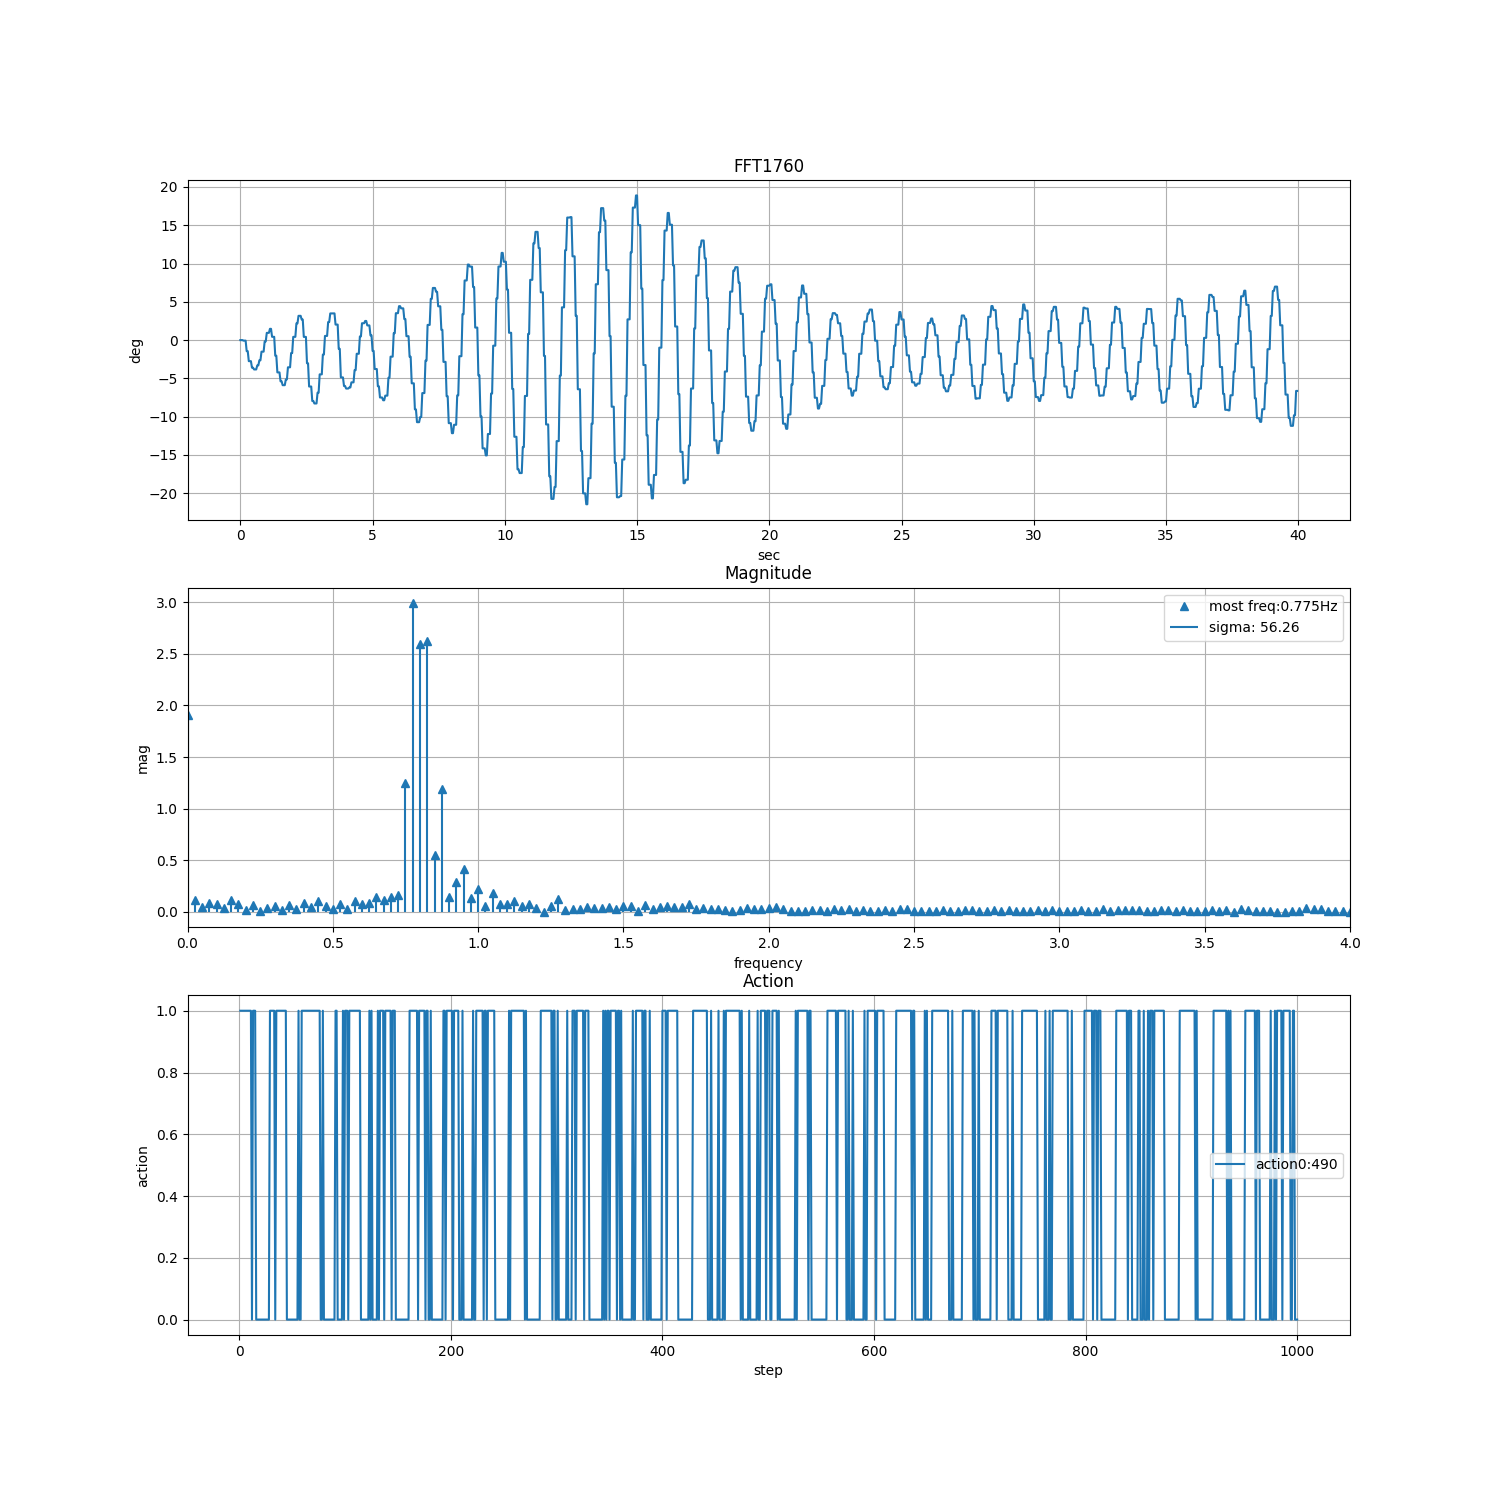 FFT1760
20
15
10
5
0
−5
−10
−15
−20
deg
0 5 10 15 20 25 30 35 40
sec
Magnitude
3.0
2.5
2.0
1.5
1.0
0.5
0.0
mag
most freq:0.775Hz
sigma: 56.26
0.0 0.5 1.0 1.5 2.0 2.5 3.0 3.5 4.0
frequency
Action
1.0
0.8
0.6
0.4
0.2
0.0
action
action0:490
0 200 400 600 800 1000
step